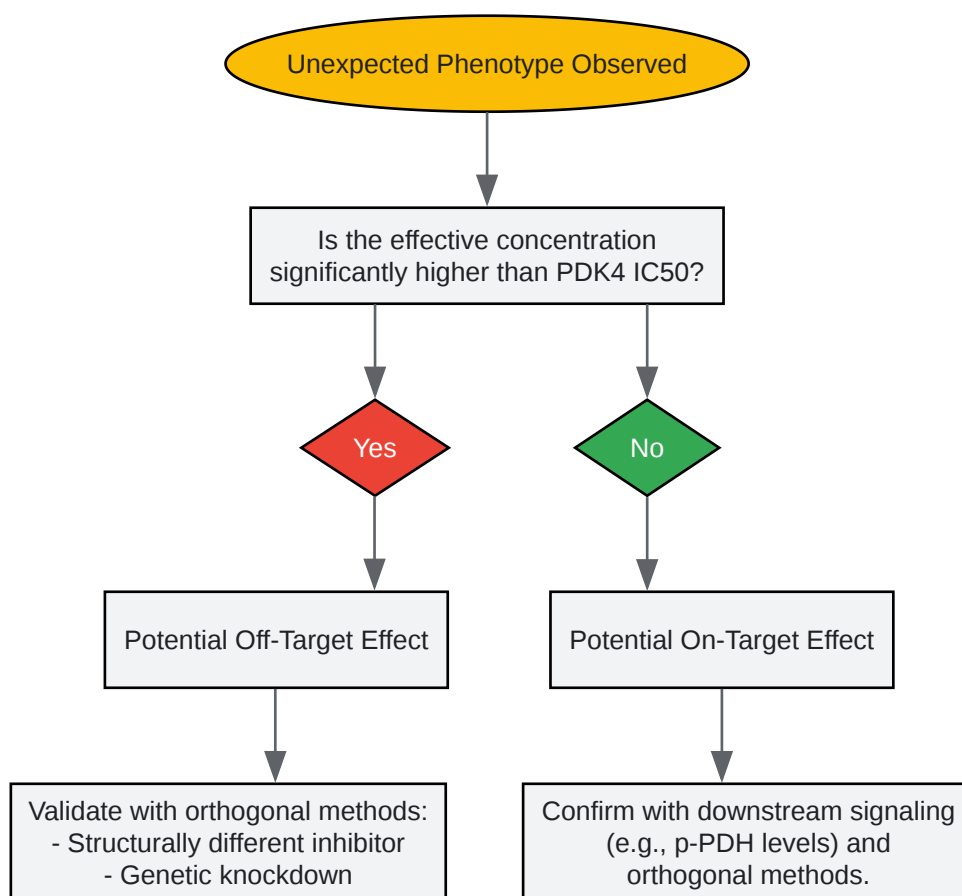 Unexpected Phenotype Observed
Is the effective concentration
significantly higher than PDK4 IC50?
Yes
No
Potential Off-Target Effect
Potential On-Target Effect
Validate with orthogonal methods:
- Structurally different inhibitor
- Genetic knockdown
Confirm with downstream signaling
(e.g., p-PDH levels) and
orthogonal methods.